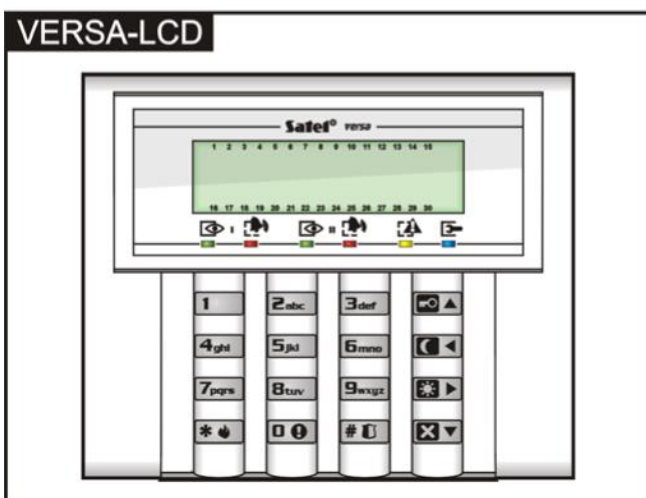 VERSA-LCD
Satel® versa
1 2 3 4 5 6 7 8 9 10 11 12 13 14 15
16 17 18 19 20 21 22 23 24 25 26 27 28 29 30
I II
1 2abc 3def
4ghi 5jkl 6mno
7pqrs 8tuv 9wxyz
* 0 #